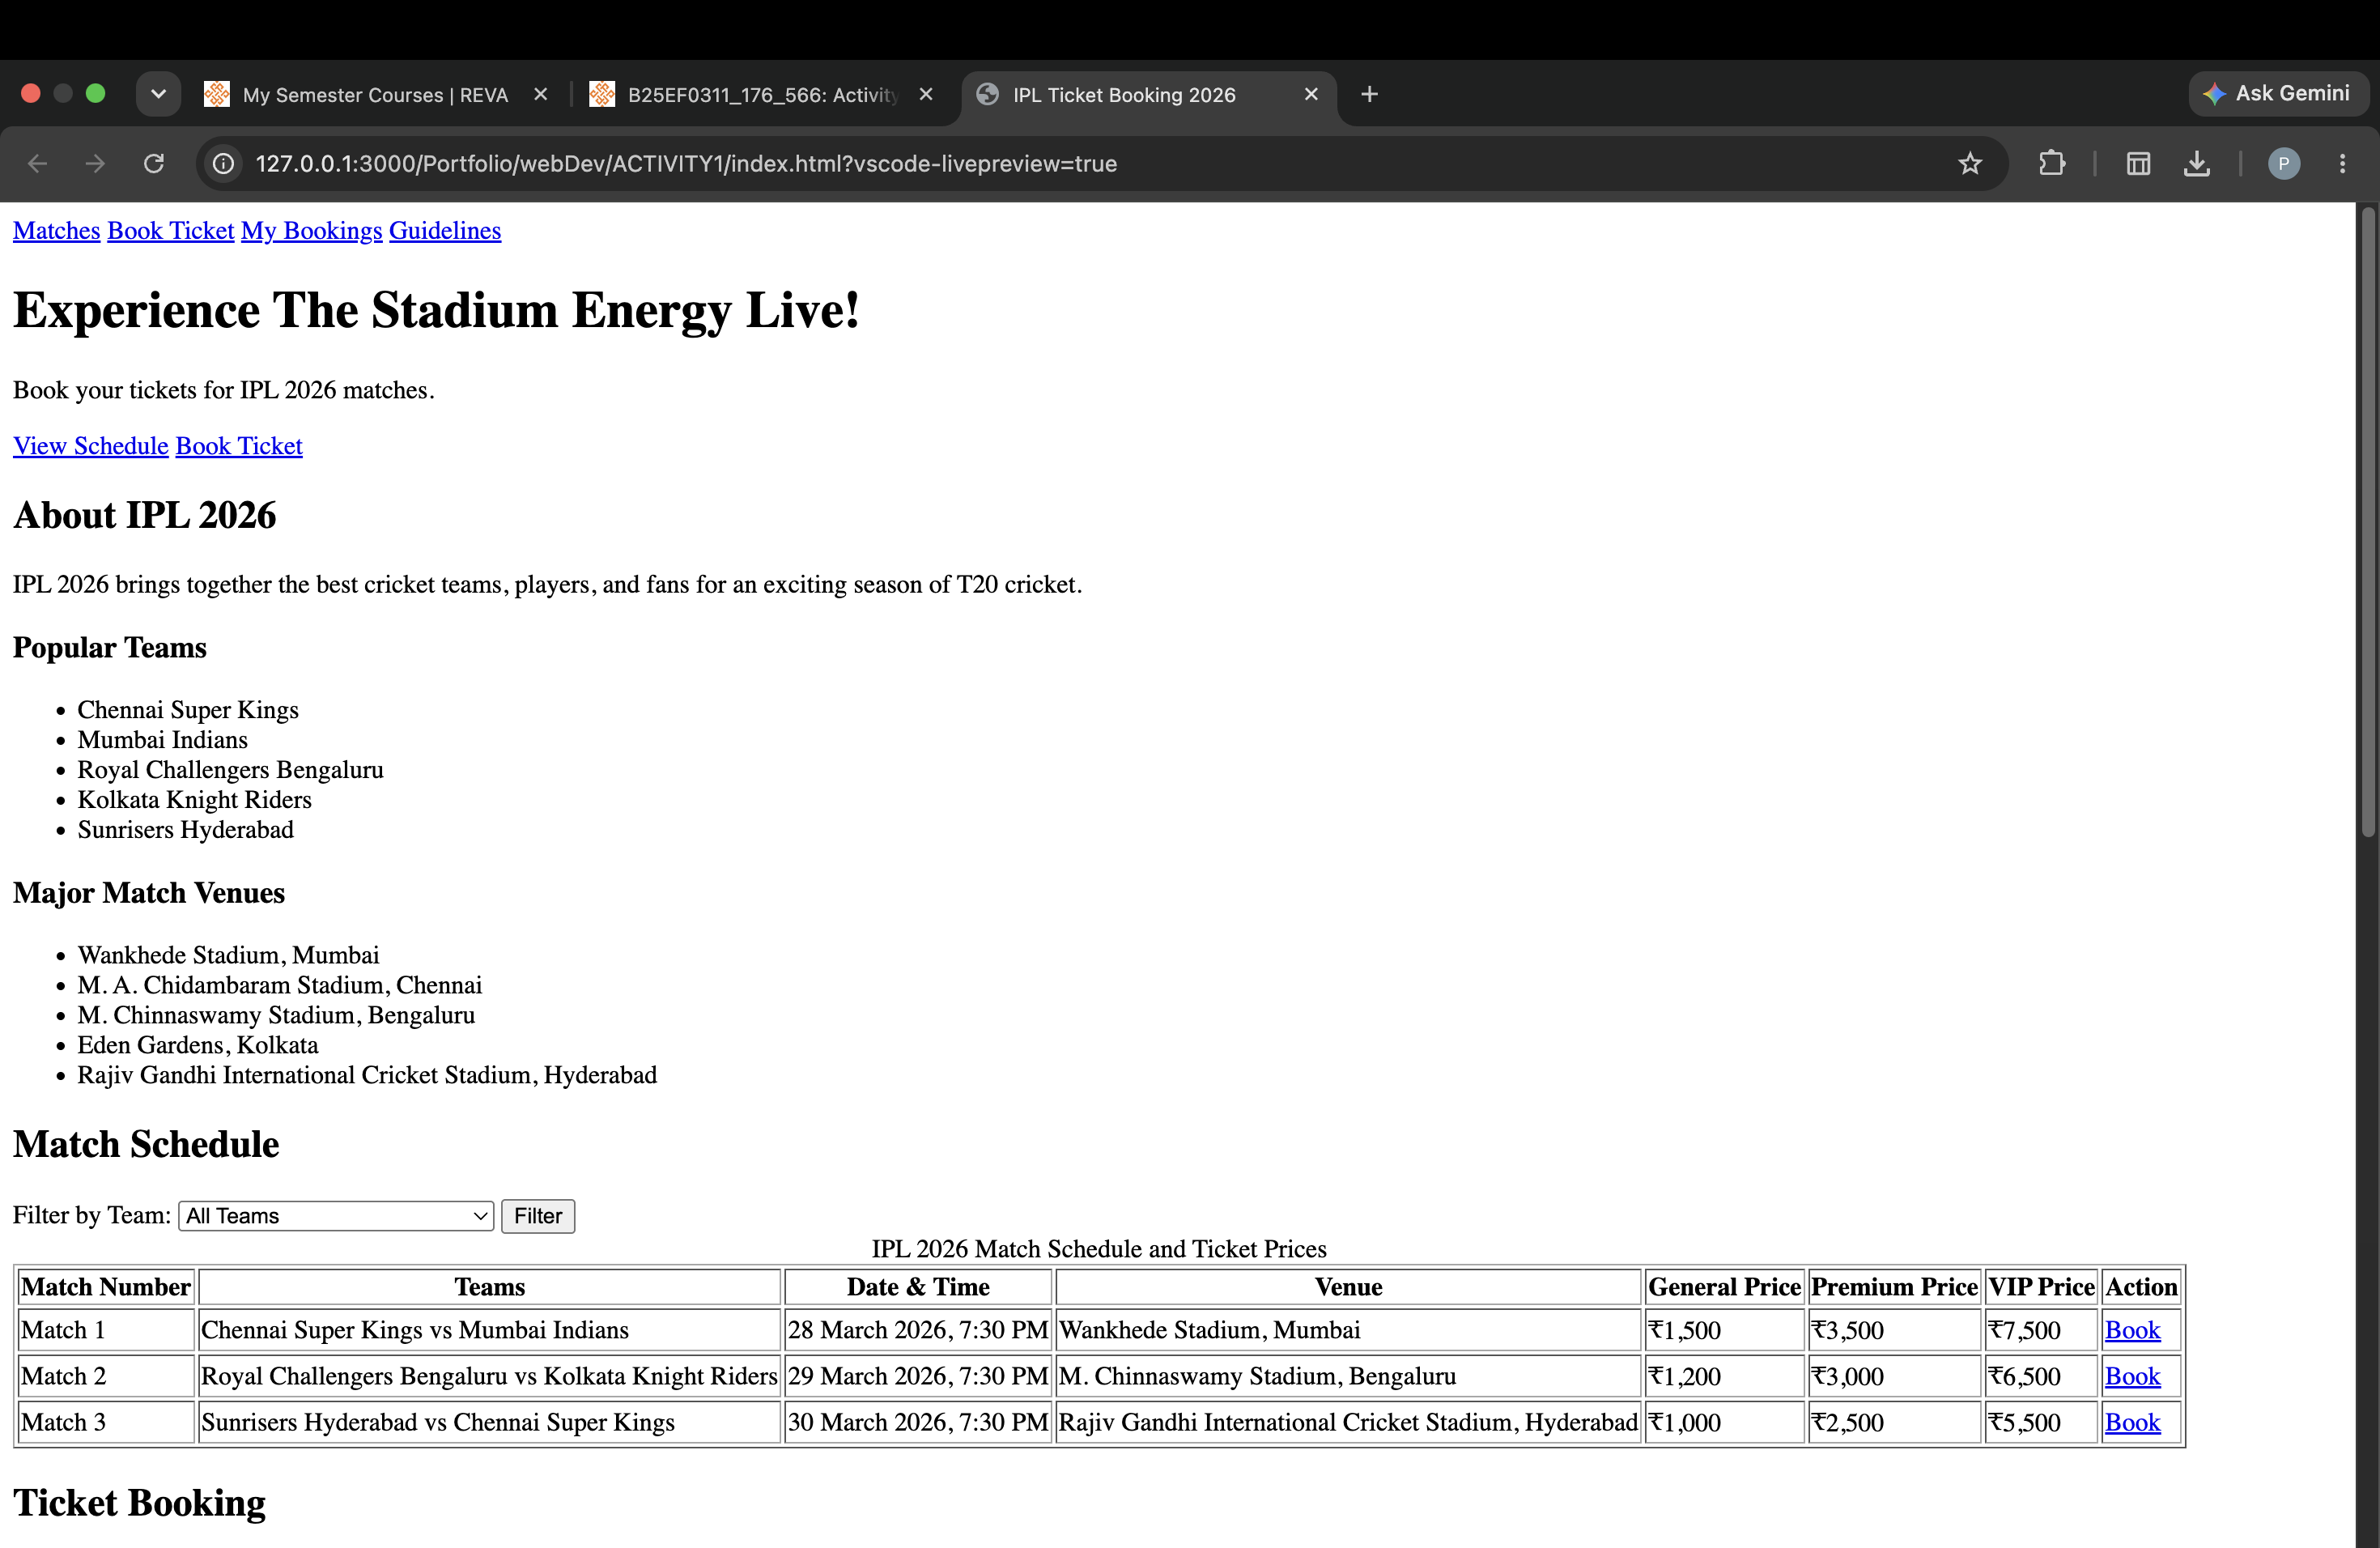 My Semester Courses | REVA
B25EF0311_176_566: Activity
IPL Ticket Booking 2026
Ask Gemini
127.0.0.1:3000/Portfolio/webDev/ACTIVITY1/index.html?vscode-livepreview=true
P
Matches Book Ticket My Bookings Guidelines
Experience The Stadium Energy Live!
Book your tickets for IPL 2026 matches.
View Schedule Book Ticket
About IPL 2026
IPL 2026 brings together the best cricket teams, players, and fans for an exciting season of T20 cricket.
Popular Teams
• Chennai Super Kings
• Mumbai Indians
• Royal Challengers Bengaluru
• Kolkata Knight Riders
• Sunrisers Hyderabad
Major Match Venues
• Wankhede Stadium, Mumbai
• M. A. Chidambaram Stadium, Chennai
• M. Chinnaswamy Stadium, Bengaluru
• Eden Gardens, Kolkata
• Rajiv Gandhi International Cricket Stadium, Hyderabad
Match Schedule
Filter by Team: All Teams Filter
IPL 2026 Match Schedule and Ticket Prices
Match Number Teams Date & Time Venue General Price Premium Price VIP Price Action
Match 1 Chennai Super Kings vs Mumbai Indians 28 March 2026, 7:30 PM Wankhede Stadium, Mumbai ₹1,500 ₹3,500 ₹7,500 Book
Match 2 Royal Challengers Bengaluru vs Kolkata Knight Riders 29 March 2026, 7:30 PM M. Chinnaswamy Stadium, Bengaluru ₹1,200 ₹3,000 ₹6,500 Book
Match 3 Sunrisers Hyderabad vs Chennai Super Kings 30 March 2026, 7:30 PM Rajiv Gandhi International Cricket Stadium, Hyderabad ₹1,000 ₹2,500 ₹5,500 Book
Ticket Booking